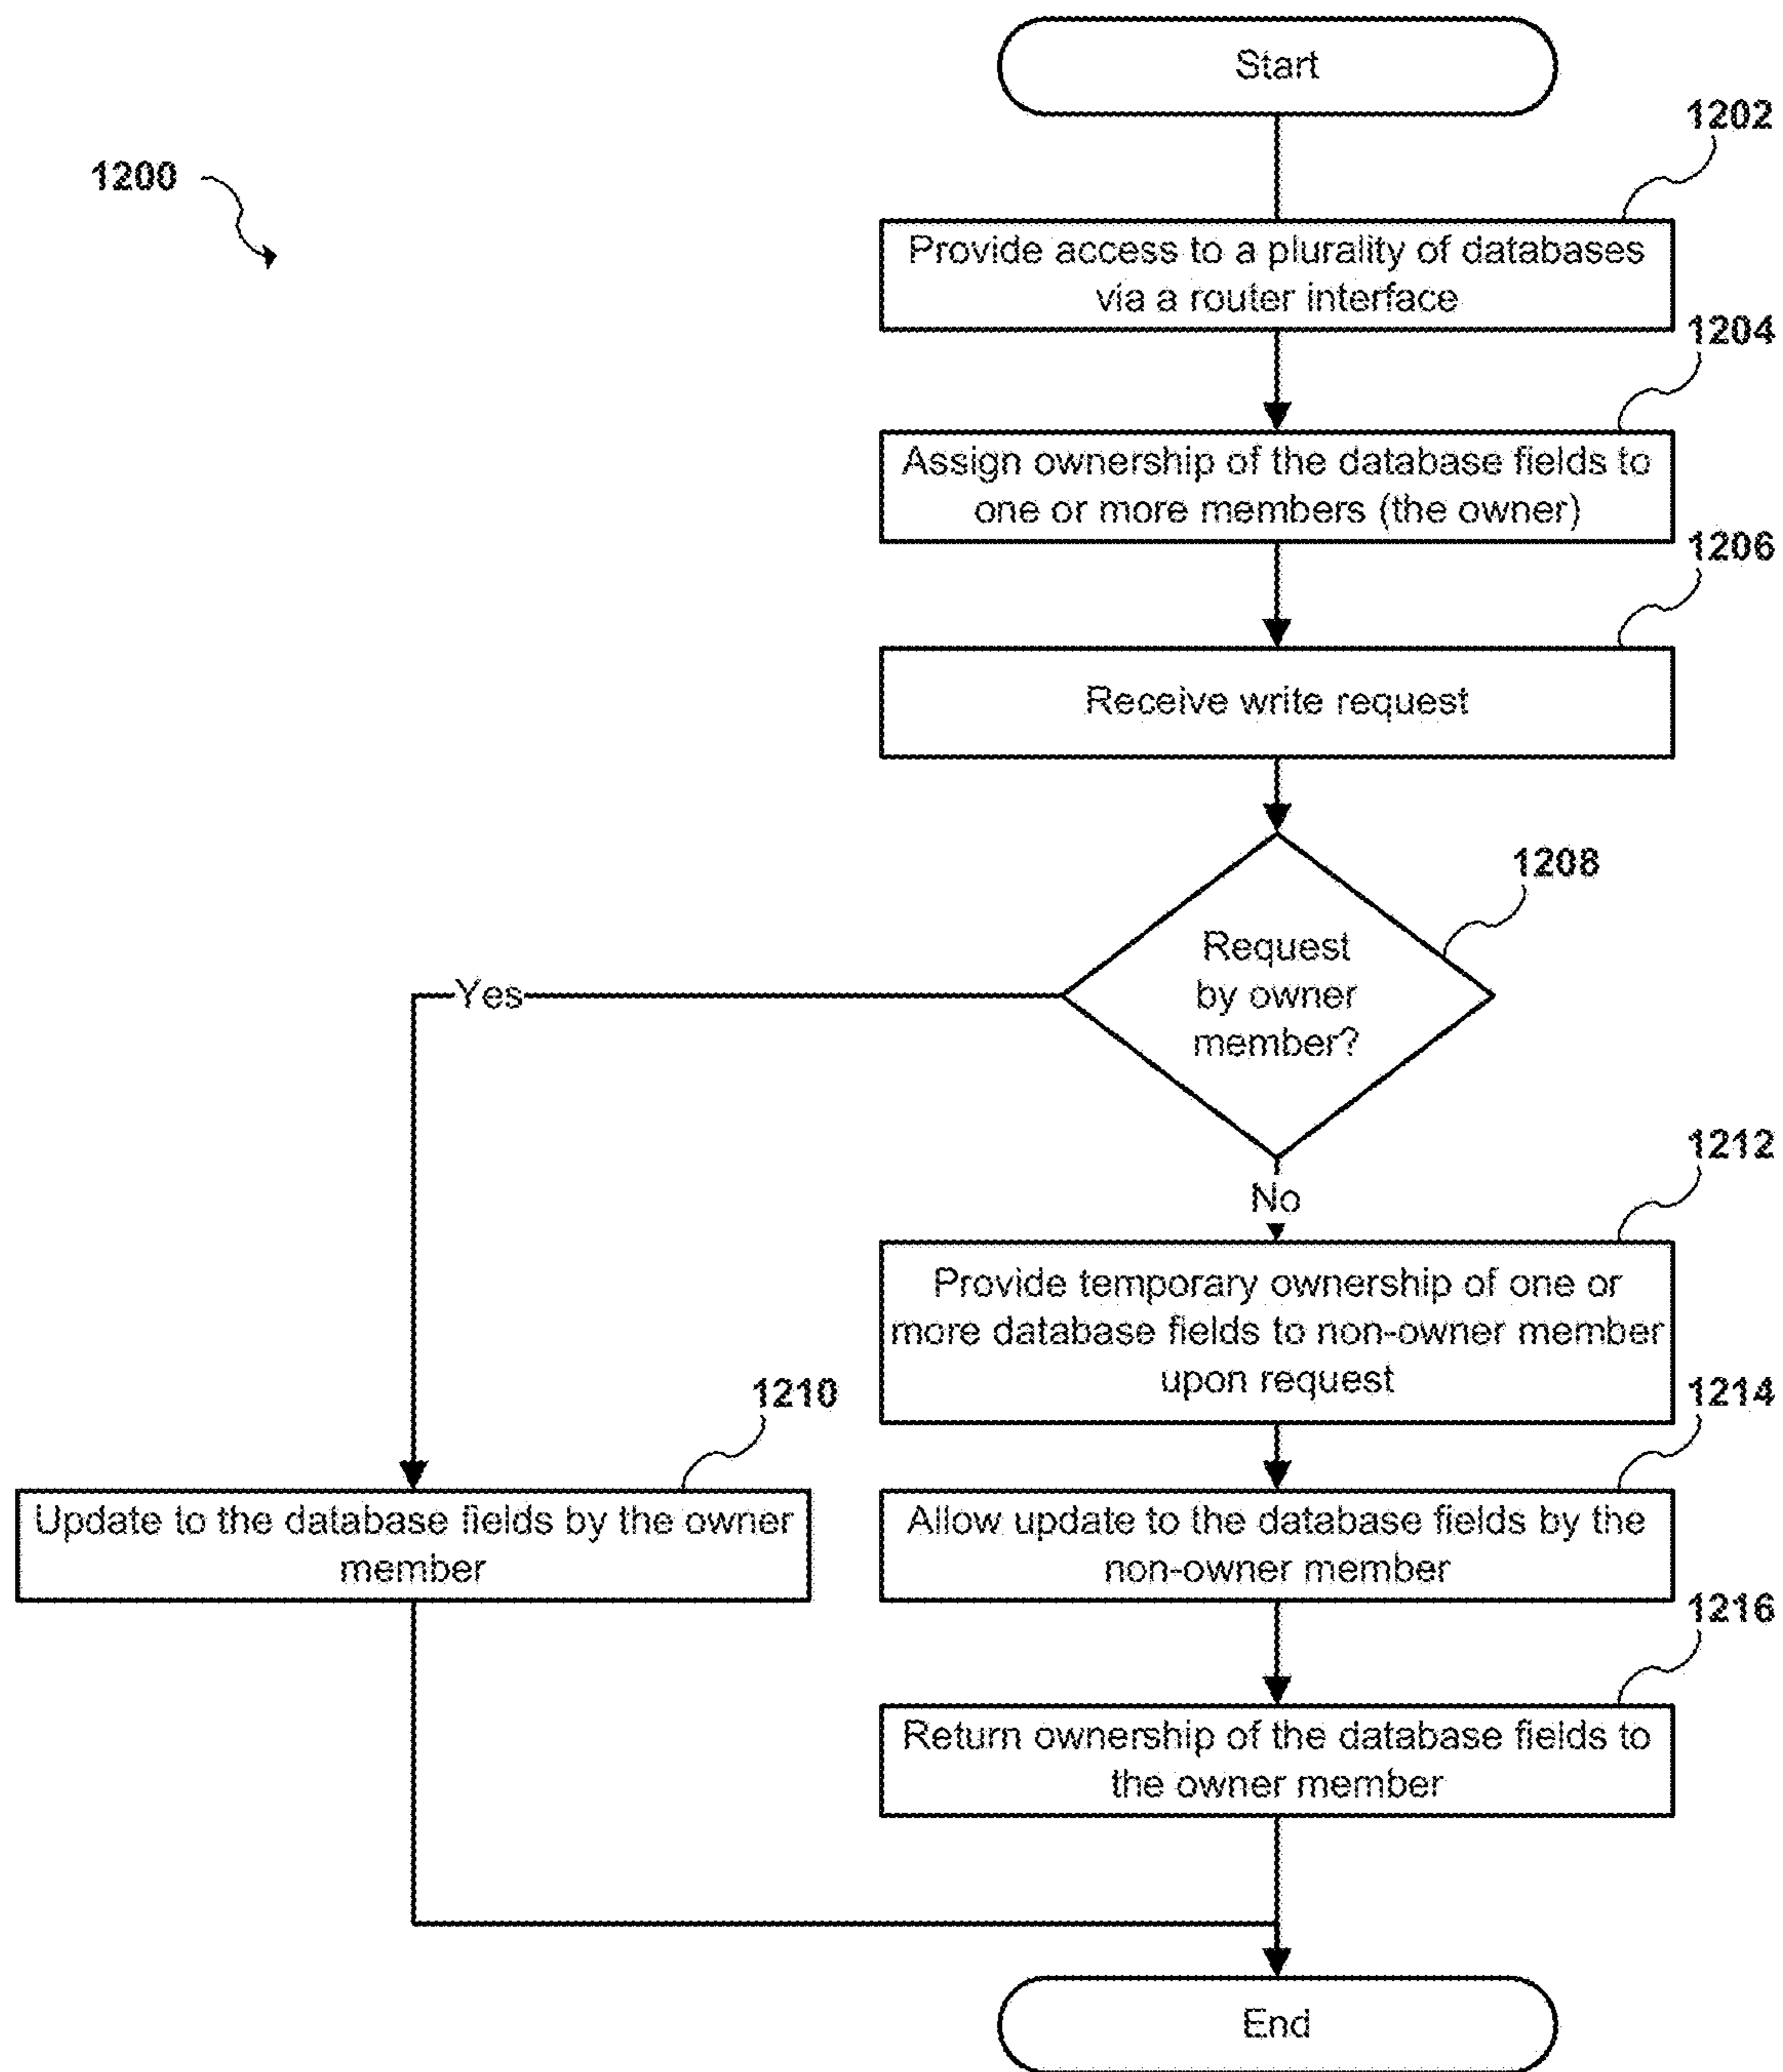 Start
1202
1200
Provide access to a plurality of databases
via a router interface
1204
Assign ownership of the database fields to
one or more members (the owner)
1206
Receive write request
1208
Request
by owner
member?
Yes
1212
No
Provide temporary ownership of one or
more database fields to non-owner member
upon request
1210
1214
Update to the database fields by the owner
member
Allow update to the database fields by the
non-owner member
1216
Return ownership of the database fields to
the owner member
End